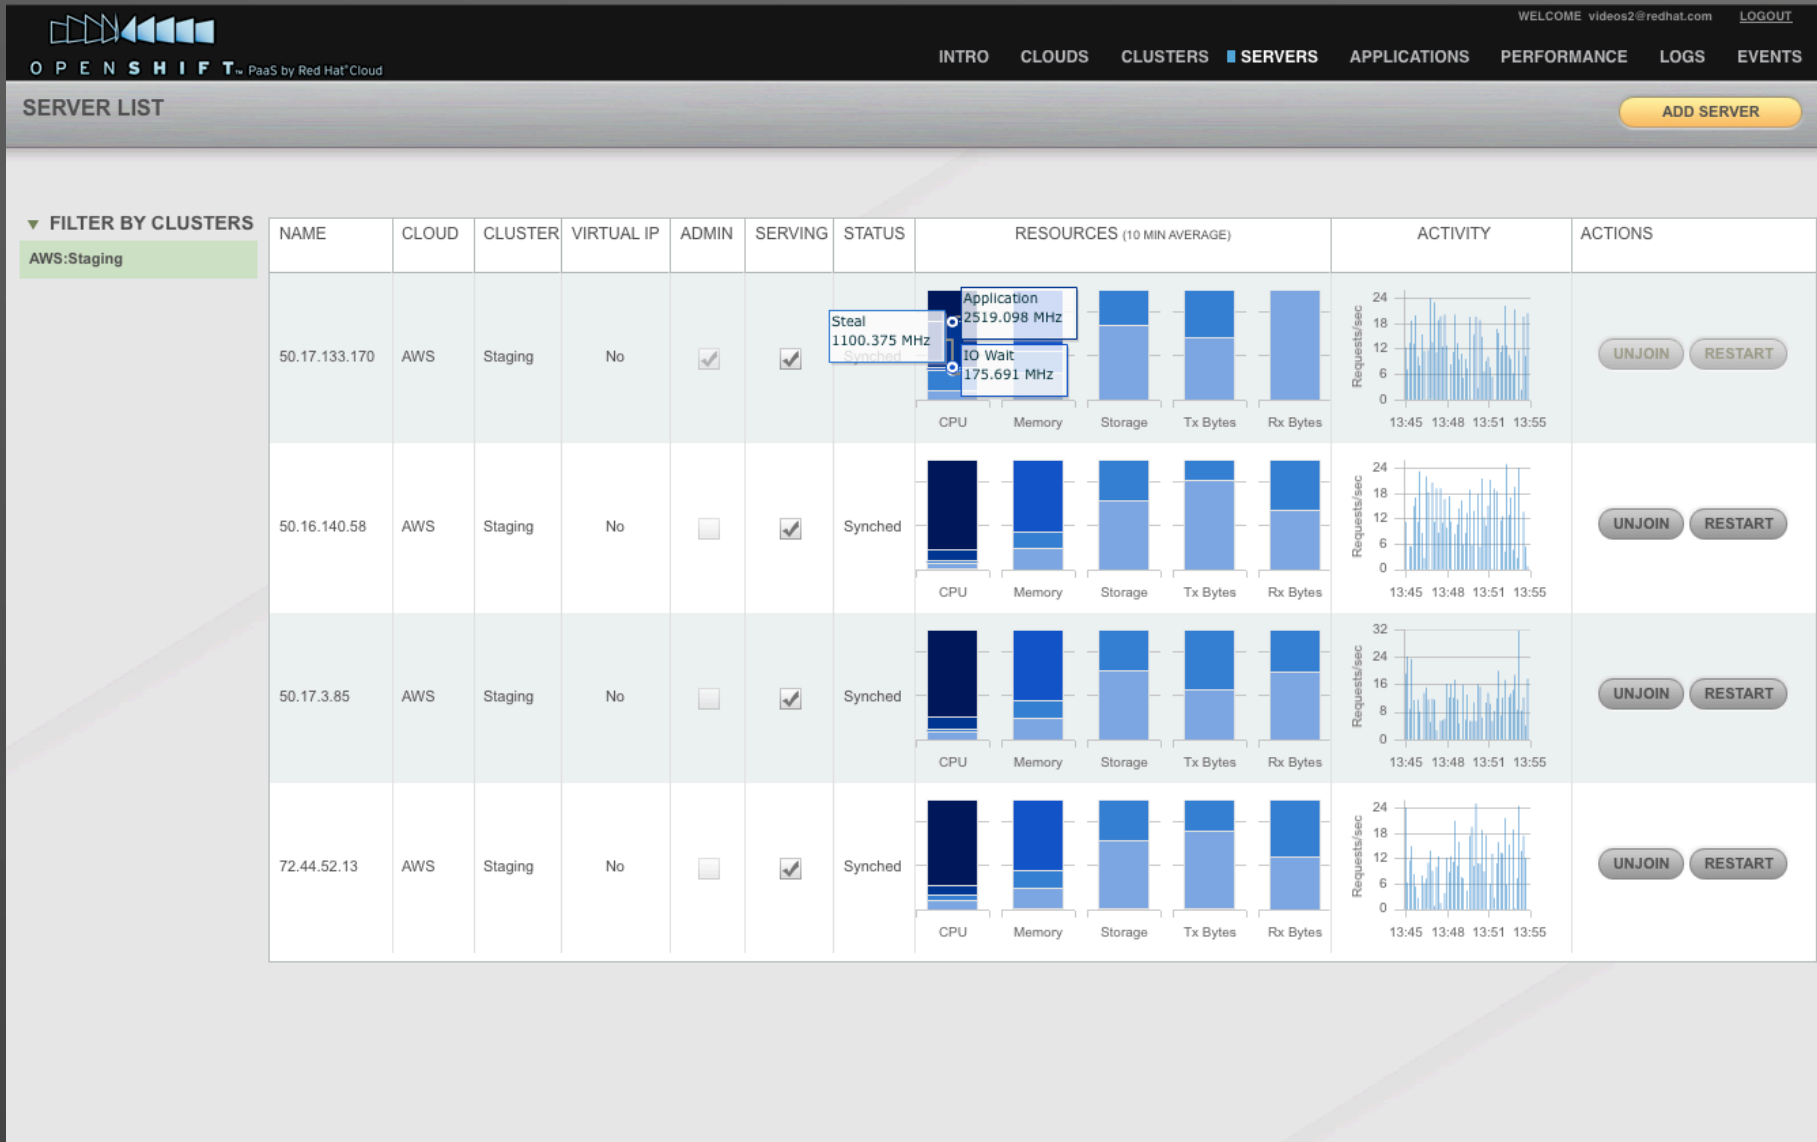 WELCOME videos2@redhat.com LOGOUT
OPENSHIFT™ PaaS by Red Hat® Cloud
INTRO CLOUDS CLUSTERS SERVERS APPLICATIONS PERFORMANCE LOGS EVENTS
SERVER LIST
ADD SERVER
▼ FILTER BY CLUSTERS
AWS:Staging
NAME CLOUD CLUSTER VIRTUAL IP ADMIN SERVING STATUS RESOURCES (10 MIN AVERAGE) ACTIVITY ACTIONS
50.17.133.170 AWS Staging No Synched
Steal
1100.375 MHz
Application
2519.098 MHz
IO Wait
175.691 MHz
CPU Memory Storage Tx Bytes Rx Bytes
Requests/sec
24
18
12
6
0
13:45 13:48 13:51 13:55
UNJOIN RESTART
50.16.140.58 AWS Staging No Synched
CPU Memory Storage Tx Bytes Rx Bytes
Requests/sec
24
18
12
6
0
13:45 13:48 13:51 13:55
UNJOIN RESTART
50.17.3.85 AWS Staging No Synched
CPU Memory Storage Tx Bytes Rx Bytes
Requests/sec
32
24
16
8
0
13:45 13:48 13:51 13:55
UNJOIN RESTART
72.44.52.13 AWS Staging No Synched
CPU Memory Storage Tx Bytes Rx Bytes
Requests/sec
24
18
12
6
0
13:45 13:48 13:51 13:55
UNJOIN RESTART